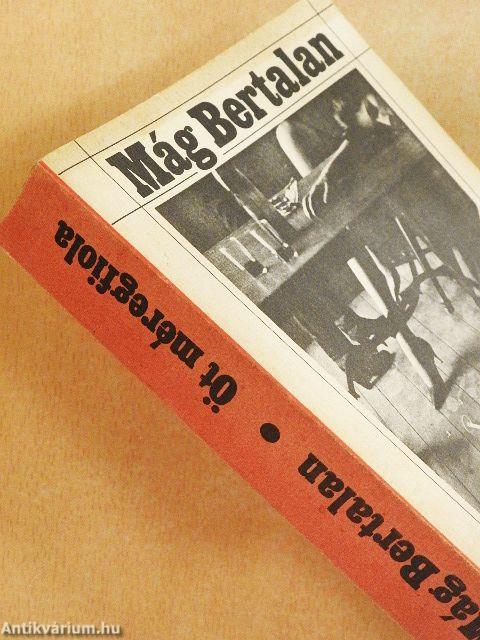 Mág Bertalan
Mág Bertalan • Öt méregfiola
Antikvárium.hu